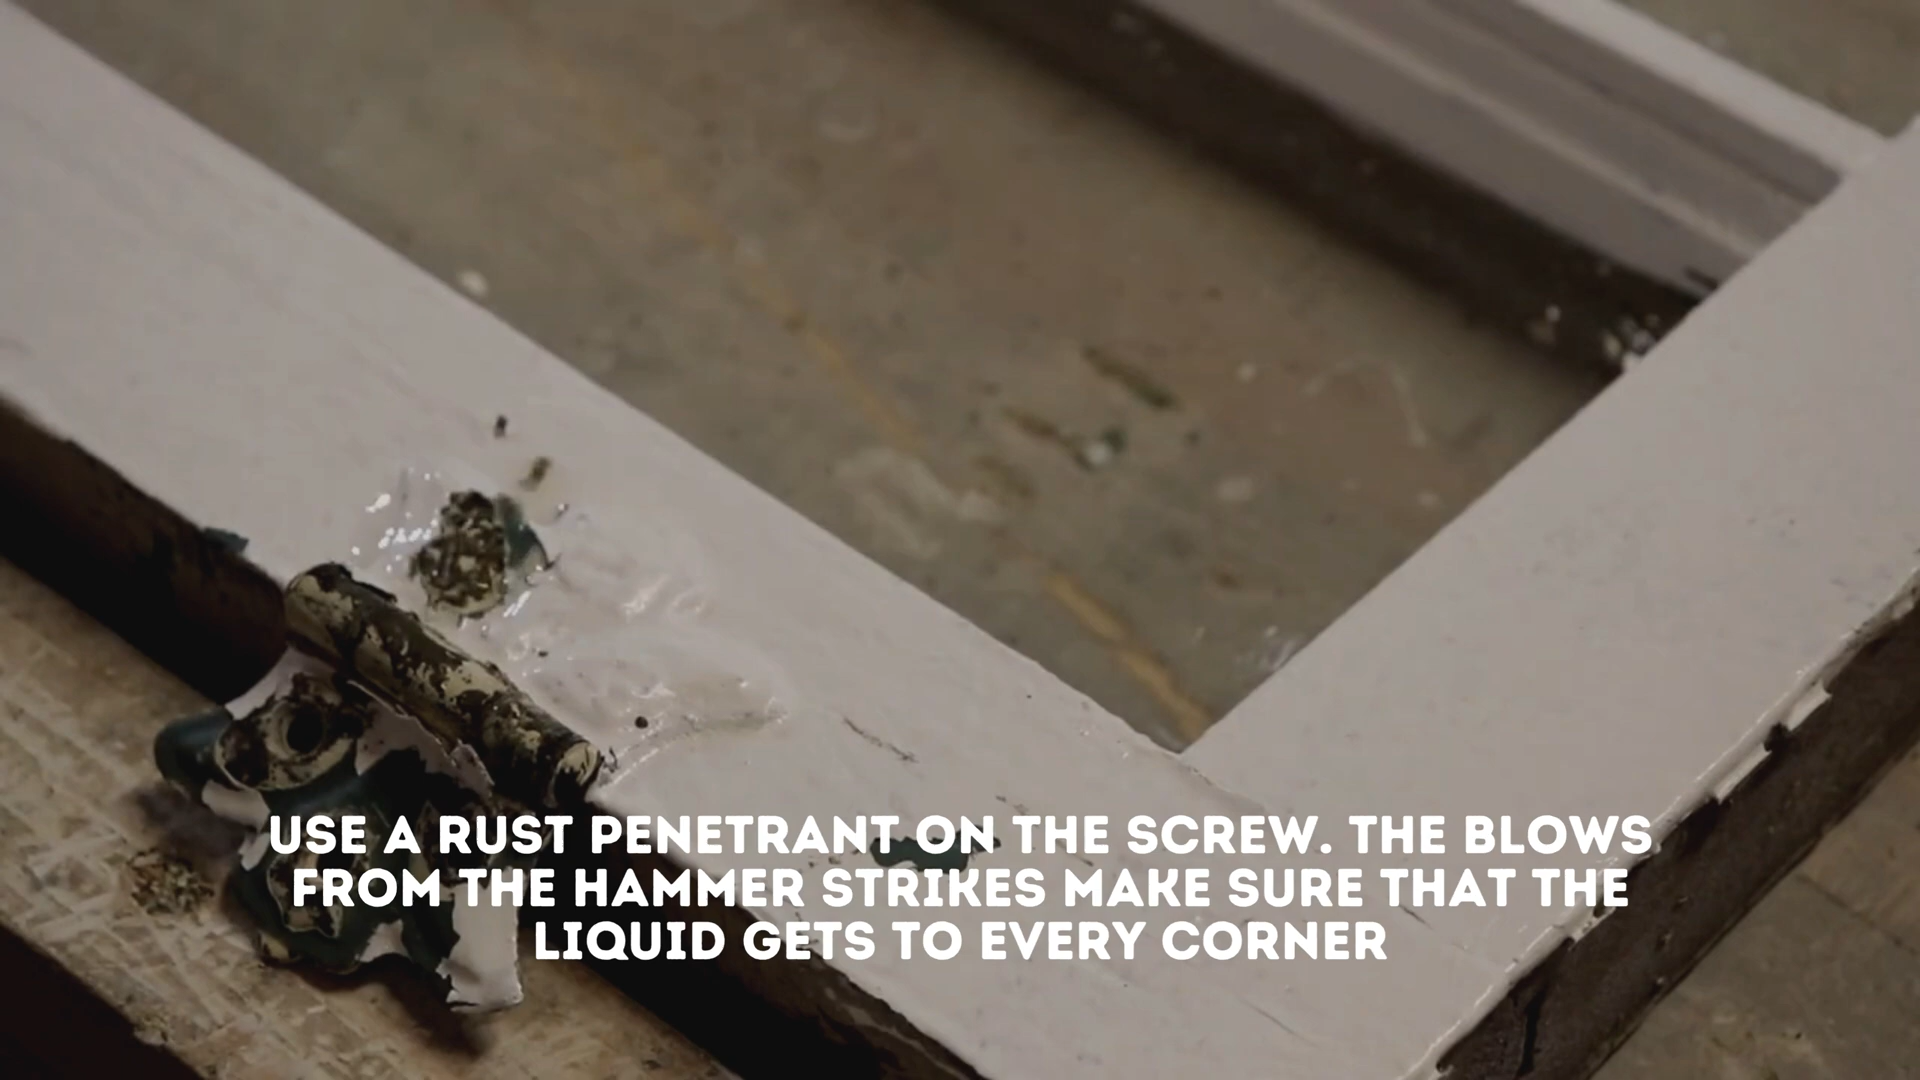 USE A RUST PENETRANT ON THE SCREW. THE BLOWS
FROM THE HAMMER STRIKES MAKE SURE THAT THE
LIQUID GETS TO EVERY CORNER